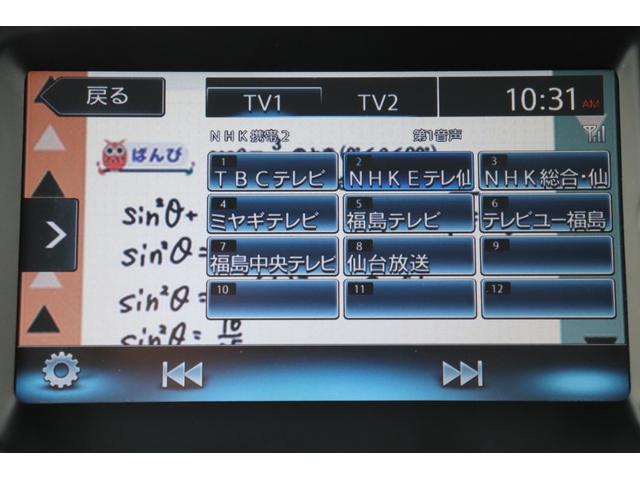 戻る
TV1
TV2
10:31 AM
NHK携帯2
第1音声
ばんび
1 TBCテレビ
2 NHKEテレ仙
3 NHK総合・仙
4 ミヤギテレビ
5 福島テレビ
6 テレビユー福島
7 福島中央テレビ
8 仙台放送
9
10
11
12
sin²θ+
sin²θ=
sin²θ=
sin²θ=